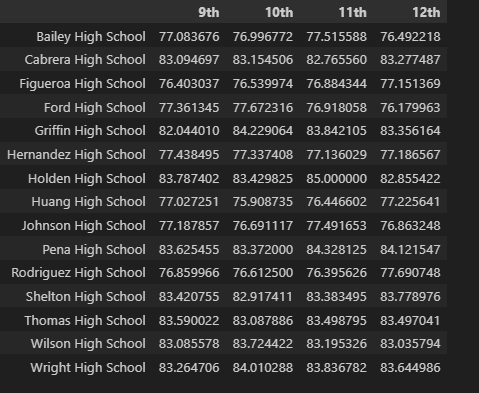 9th 10th 11th 12th
Bailey High School 77.083676 76.996772 77.515588 76.492218
Cabrera High School 83.094697 83.154506 82.765560 83.277487
Figueroa High School 76.403037 76.539974 76.884344 77.151369
Ford High School 77.361345 77.672316 76.918058 76.179963
Griffin High School 82.044010 84.229064 83.842105 83.356164
Hernandez High School 77.438495 77.337408 77.136029 77.186567
Holden High School 83.787402 83.429825 85.000000 82.855422
Huang High School 77.027251 75.908735 76.446602 77.225641
Johnson High School 77.187857 76.691117 77.491653 76.863248
Pena High School 83.625455 83.372000 84.328125 84.121547
Rodriguez High School 76.859966 76.612500 76.395626 77.690748
Shelton High School 83.420755 82.917411 83.383495 83.778976
Thomas High School 83.590022 83.087886 83.498795 83.497041
Wilson High School 83.085578 83.724422 83.195326 83.035794
Wright High School 83.264706 84.010288 83.836782 83.644986